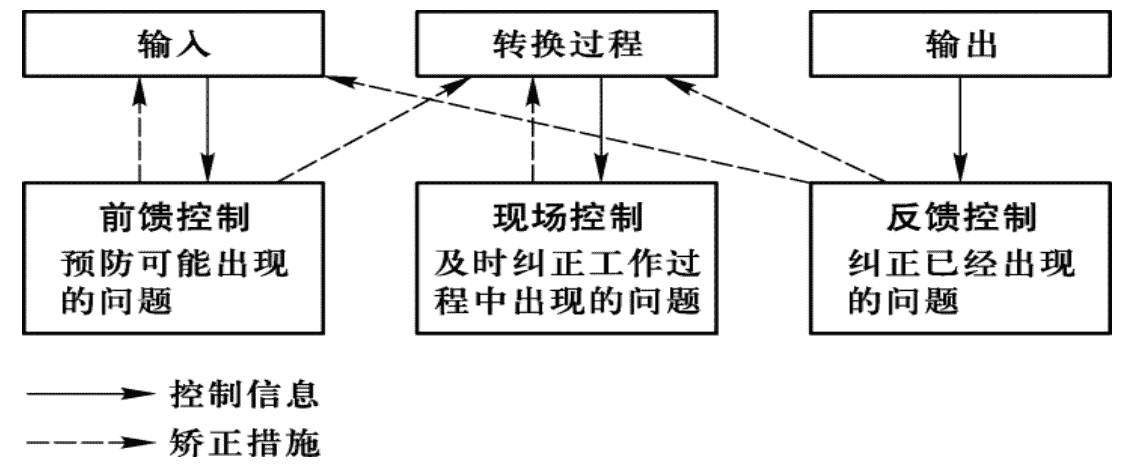 输入
转换过程
输出
前馈控制
预防可能出现
的问题
现场控制
及时纠正工作过
程中出现的问题
反馈控制
纠正已经出现
的问题
控制信息
矫正措施